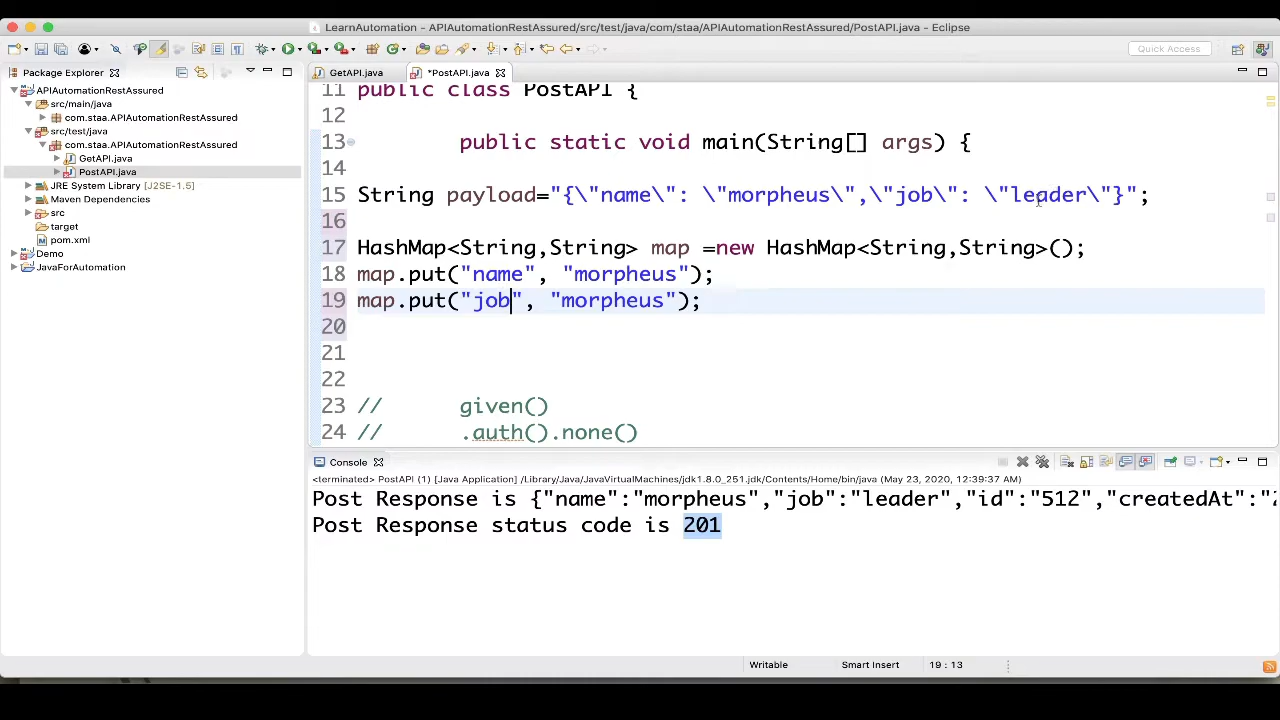 LearnAutomation - APIAutomationRestAssured/src/test/java/com/staa/APIAutomationRestAssured/PostAPI.java - Eclipse
Quick Access
Package Explorer
GetAPI.java
*PostAPI.java
APIAutomationRestAssured
src/main/java
com.staa.APIAutomationRestAssured
src/test/java
com.staa.APIAutomationRestAssured
GetAPI.java
PostAPI.java
JRE System Library [J2SE-1.5]
Maven Dependencies
src
target
pom.xml
Demo
JavaForAutomation
11 public class PostAPI {
12
13 public static void main(String[] args) {
14
15 String payload="{\"name\": \"morpheus\",\"job\": \"leader\"}";
16
17 HashMap<String,String> map =new HashMap<String,String>();
18 map.put("name", "morpheus");
19 map.put("job", "morpheus");
20
21
22
23 // given()
24 // .auth().none()
Console
<terminated> PostAPI (1) [Java Application] /Library/Java/JavaVirtualMachines/jdk1.8.0_251.jdk/Contents/Home/bin/java (May 23, 2020, 12:39:37 AM)
Post Response is {"name":"morpheus","job":"leader","id":"512","createdAt":"
Post Response status code is 201
Writable
Smart Insert
19 : 13